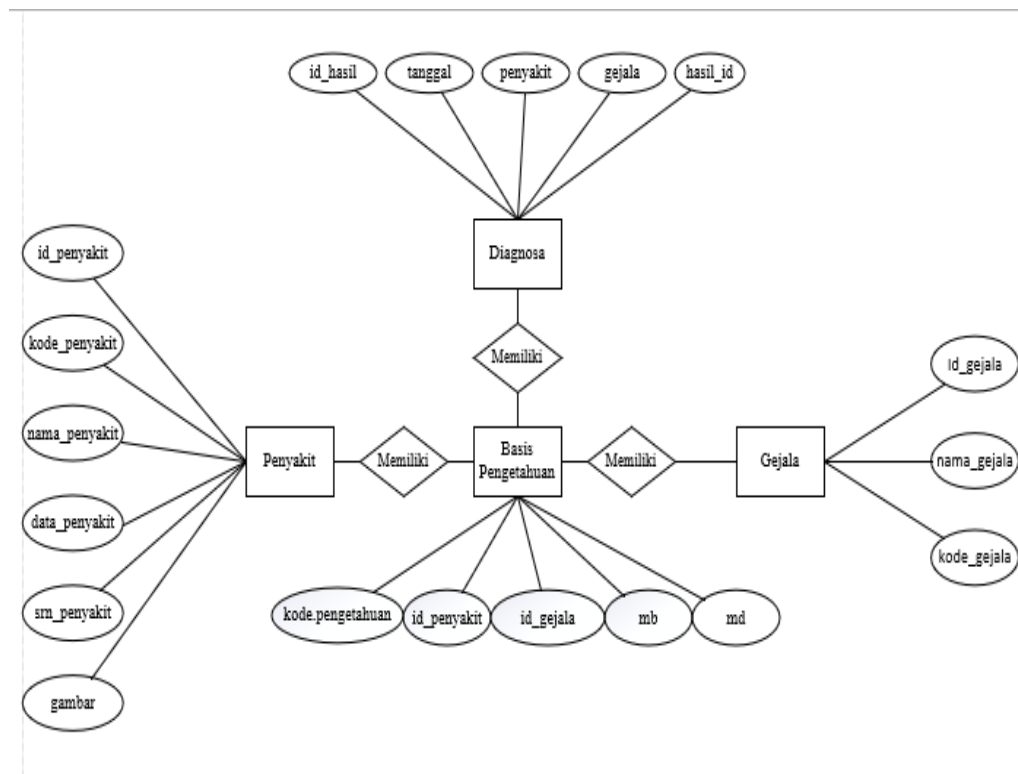 id_hasil
tanggal
penyakit
gejala
hasil_id
Diagnosa
Memiliki
id_penyakit
kode_penyakit
nama_penyakit
data_penyakit
srn_penyakit
gambar
Penyakit
Memiliki
Basis
Pengetahuan
Memiliki
Gejala
Id_gejala
nama_gejala
kode_gejala
kode.pengetahuan
id_penyakit
id_gejala
mb
md